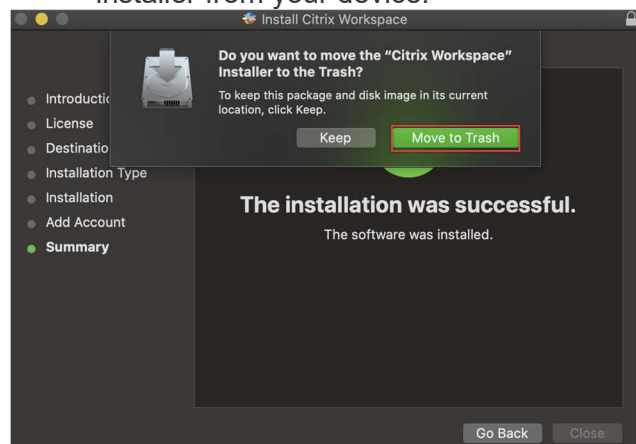 installer from your device.
Install Citrix Workspace
Do you want to move the “Citrix Workspace”
Installer to the Trash?
To keep this package and disk image in its current
location, click Keep.
Keep
Move to Trash
Introductio
License
Destinatio
Installation Type
Installation
Add Account
Summary
The installation was successful.
The software was installed.
Go Back
Close